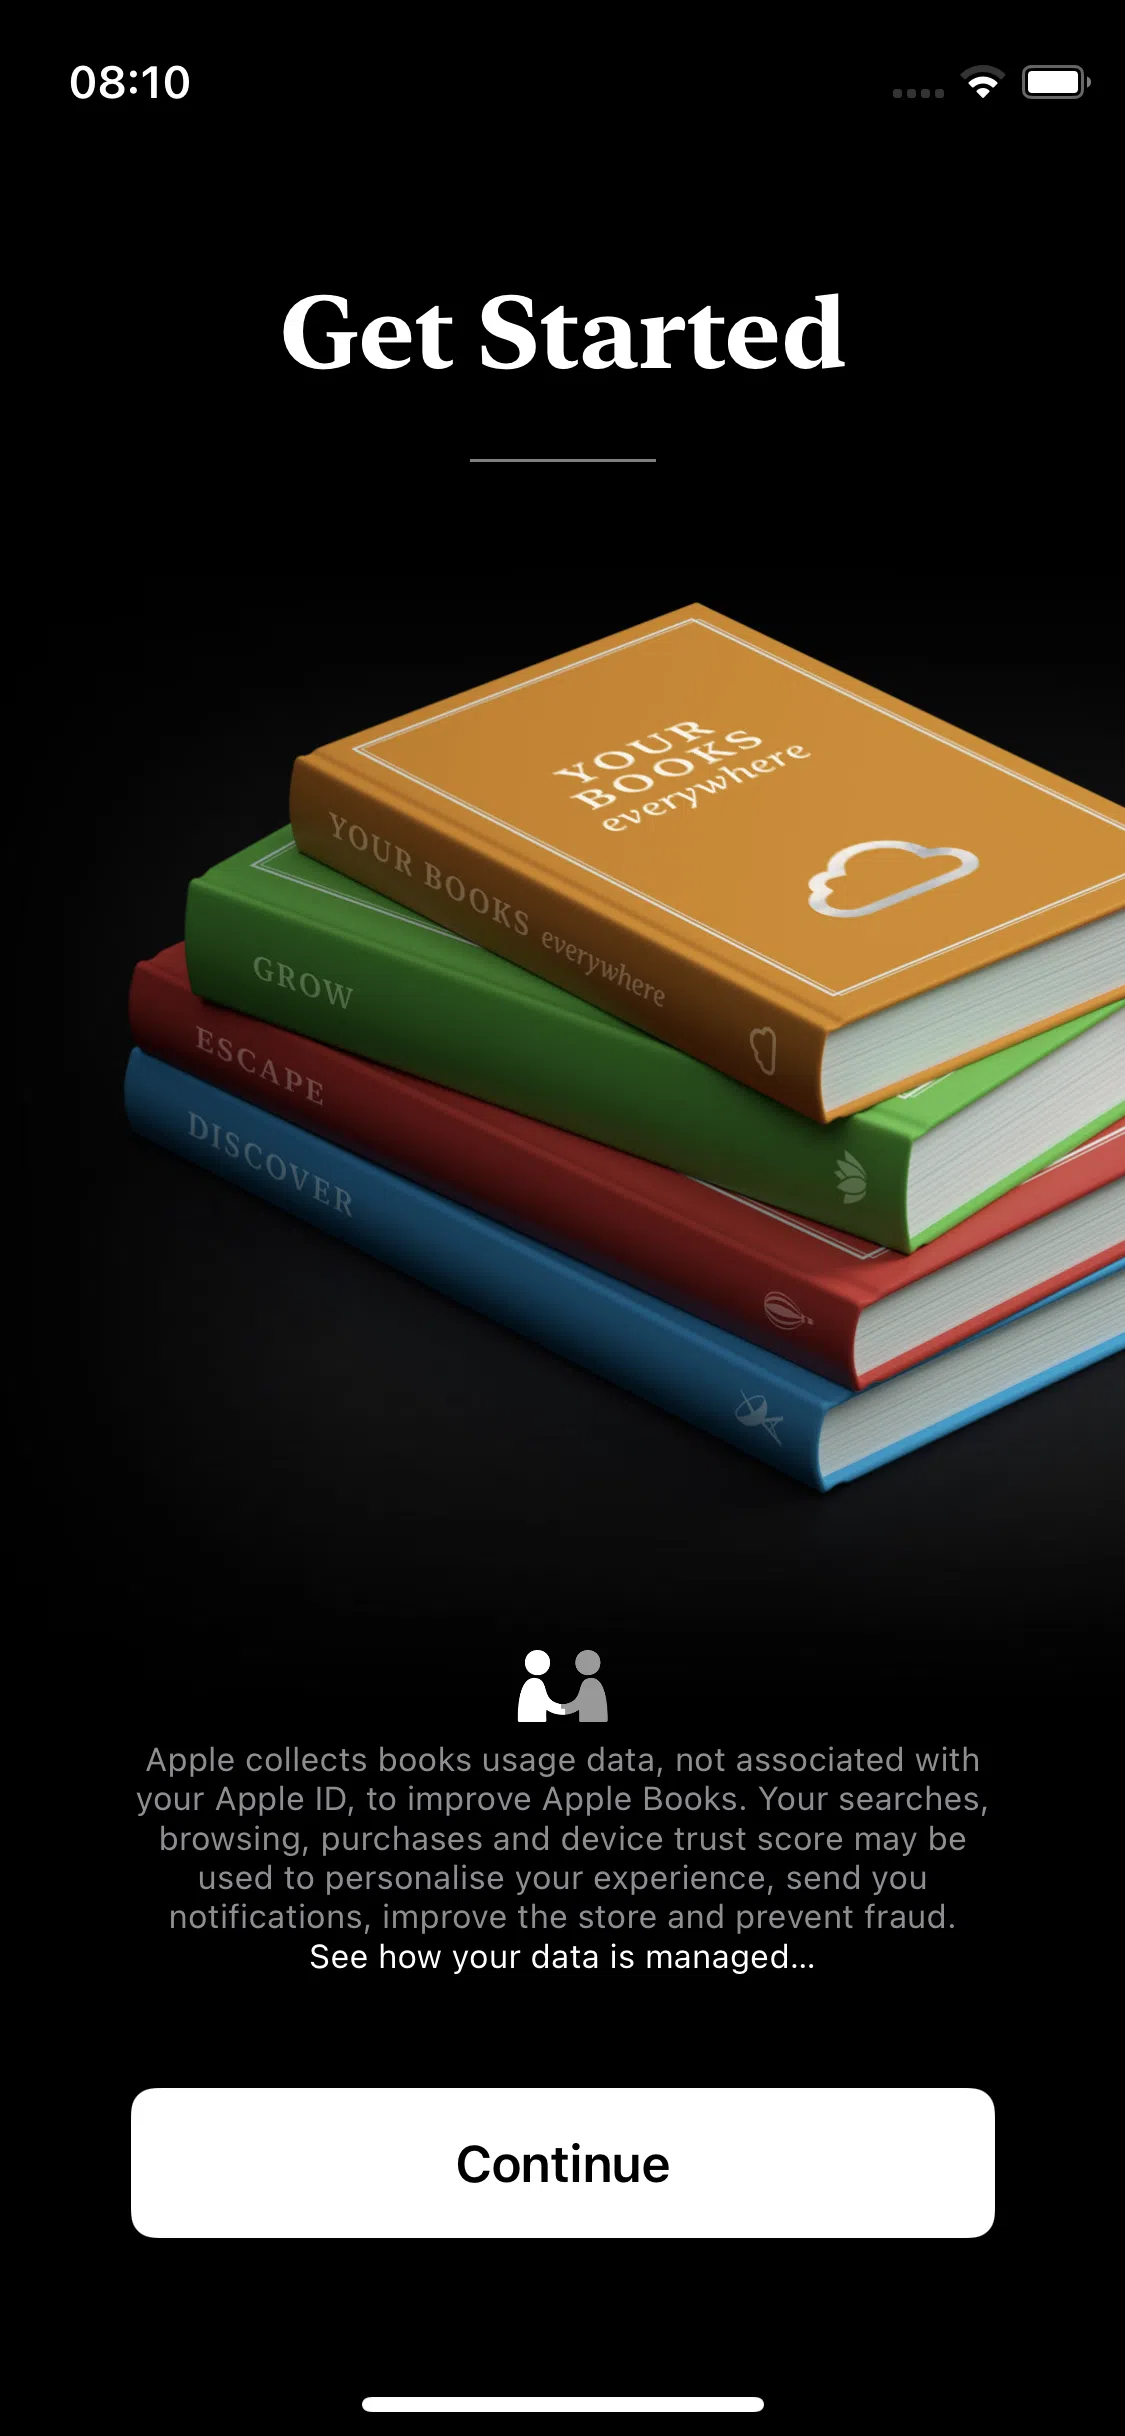 08:10
Get Started
YOUR
BOOKS
everywhere
YOUR BOOKS everywhere
GROW
ESCAPE
DISCOVER
Apple collects books usage data, not associated with
your Apple ID, to improve Apple Books. Your searches,
browsing, purchases and device trust score may be
used to personalise your experience, send you
notifications, improve the store and prevent fraud.
See how your data is managed...
Continue